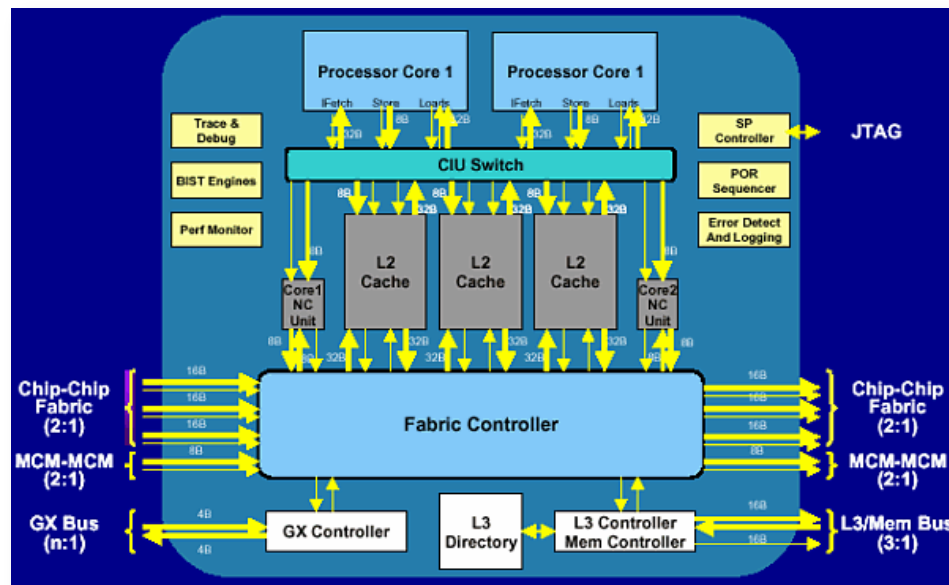 Processor Core 1
Processor Core 1
IFetch Store Loads
IFetch Store Loads
32B 8B 32B
32B 8B 32B
Trace &
Debug
BIST Engines
Perf Monitor
SP
Controller
JTAG
POR
Sequencer
Error Detect
And Logging
CIU Switch
8B 8B 8B
32B 32B 32B
8B 8B
L2
Cache
L2
Cache
L2
Cache
Core1
NC
Unit
Core2
NC
Unit
8B 8B 32B 32B 32B 32B 32B 32B 8B 8B
Fabric Controller
Chip-Chip
Fabric
(2:1)
16B
16B
16B
MCM-MCM
(2:1)
8B
GX Bus
(n:1)
4B
4B
Chip-Chip
Fabric
(2:1)
16B
16B
16B
MCM-MCM
(2:1)
8B
L3/Mem Bus
(3:1)
16B
16B
GX Controller
L3
Directory
L3 Controller
Mem Controller